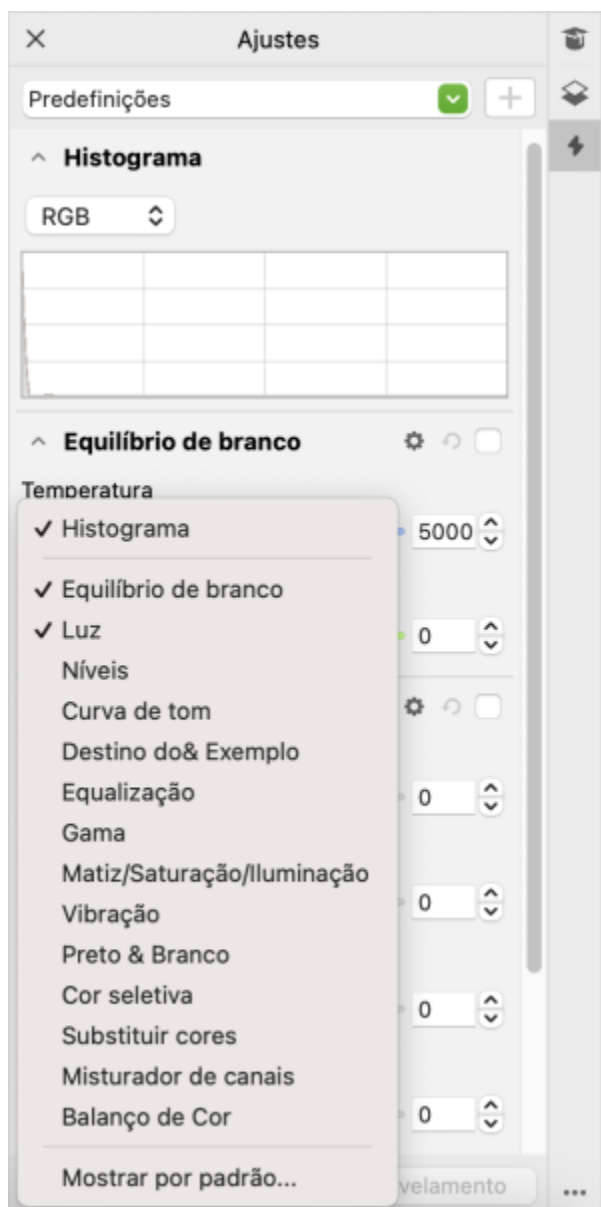 Ajustes
Predefinições
Histograma
RGB
Equilíbrio de branco
Temperatura
✓ Histograma
5000
✓ Equilíbrio de branco
✓ Luz
0
Níveis
Curva de tom
Destino do& Exemplo
Equalização
0
Gama
Matiz/Saturação/Iluminação
Vibração
0
Preto & Branco
Cor seletiva
0
Substituir cores
Misturador de canais
Balanço de Cor
0
Mostrar por padrão...
velamento